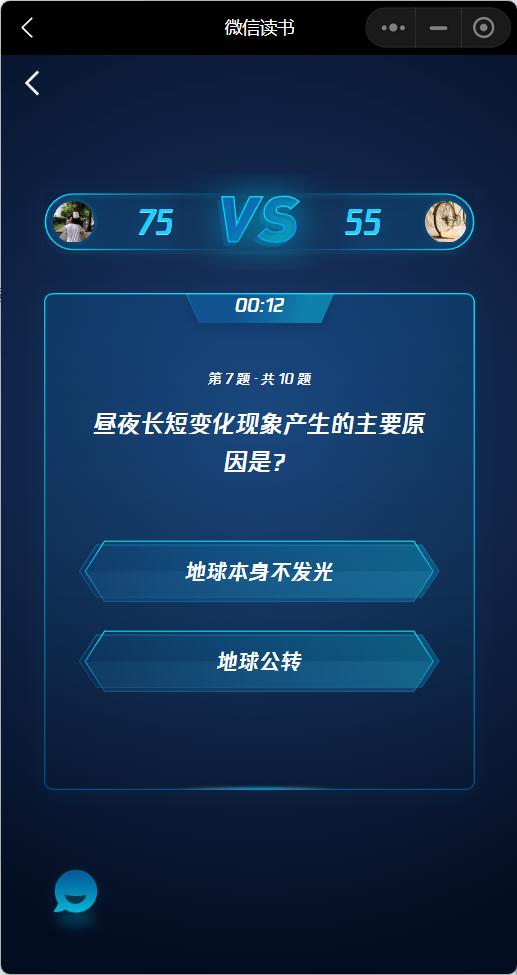 微信读书
75 VS 55
00:12
第 7 题 - 共 10 题
昼夜长短变化现象产生的主要原
因是?
地球本身不发光
地球公转